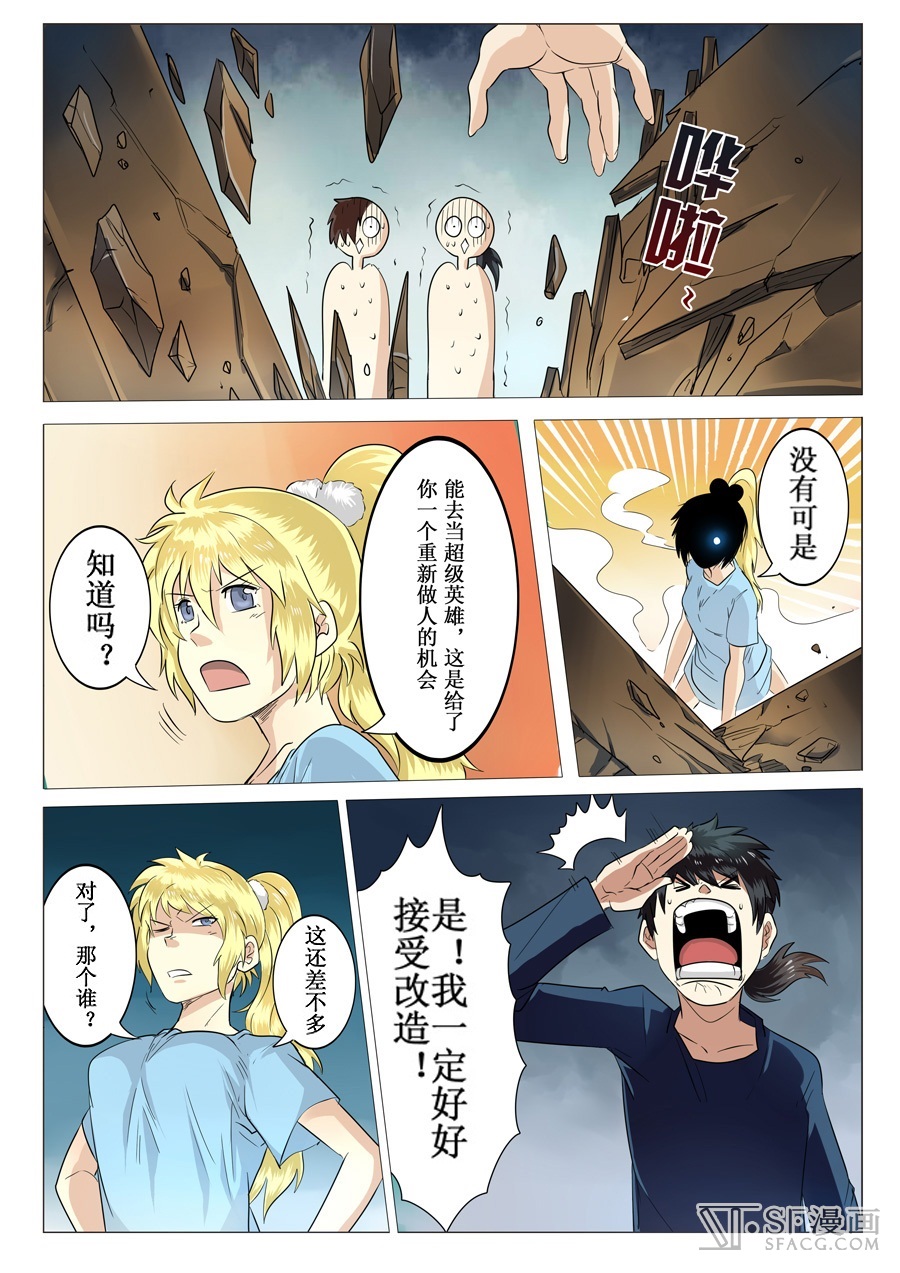 哗啦~
没有可是
能去当超级英雄，这是给了
你一个重新做人的机会
知道吗？
是！我一定好好
接受改造！
这还差不多
对了，那个谁？
SF漫画
SFACG.COM